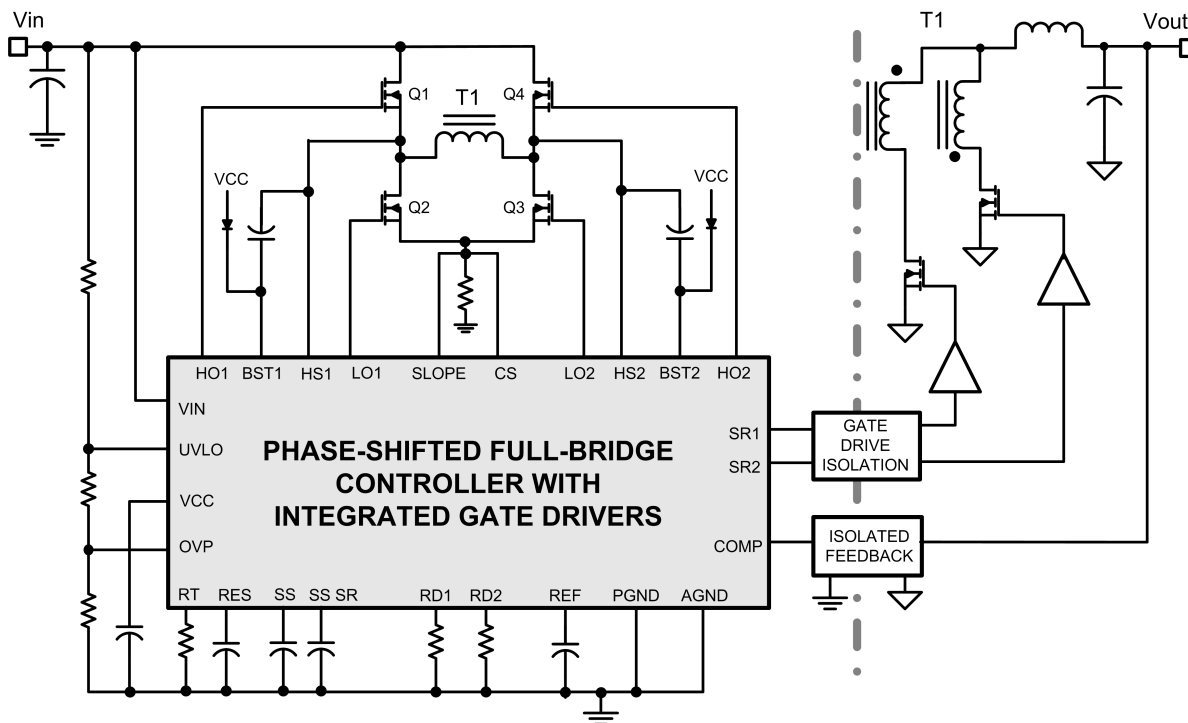 Vin
T1
Vout
Q1
Q4
T1
VCC
Q2
Q3
VCC
HO1 BST1 HS1 LO1 SLOPE CS LO2 HS2 BST2 HO2
VIN
UVLO
VCC
OVP
PHASE-SHIFTED FULL-BRIDGE
CONTROLLER WITH
INTEGRATED GATE DRIVERS
SR1
SR2
COMP
GATE
DRIVE
ISOLATION
ISOLATED
FEEDBACK
RT RES SS SS SR RD1 RD2 REF PGND AGND